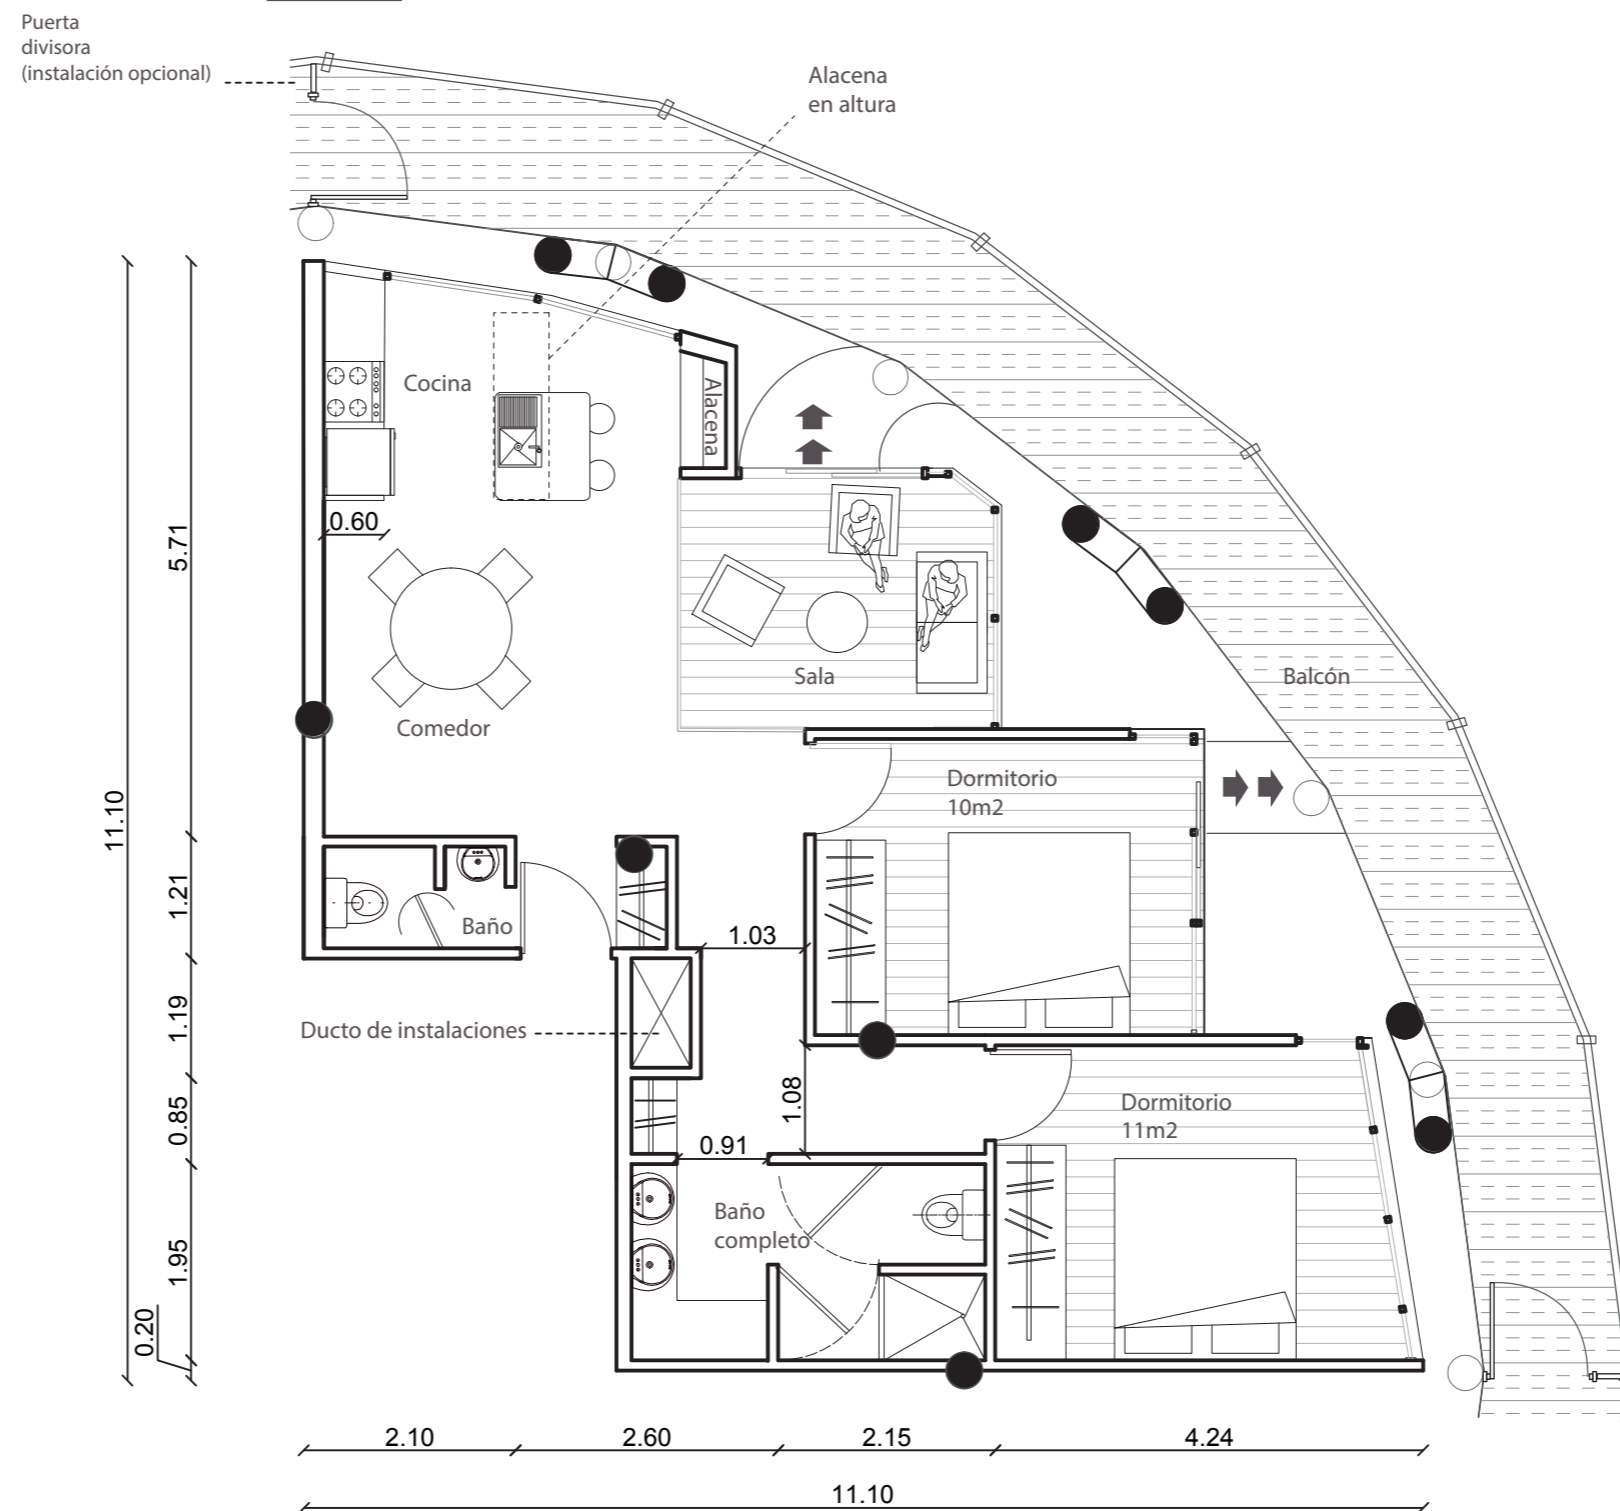 Puerta
divisora
(instalación opcional)
Alacena
en altura
Cocina
Alacena
0.60
5.71
11.10
Sala
Balcón
Comedor
Dormitorio
10m2
1.21
Baño
1.03
1.19
Ducto de instalaciones
0.85
1.08
Dormitorio
11m2
0.91
Baño
completo
1.95
0.20
2.10
2.60
2.15
4.24
11.10